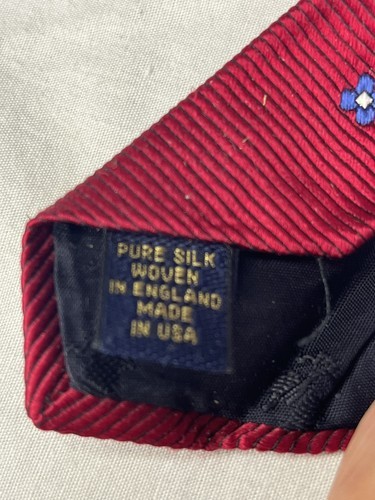 PURE SILK
WOVEN
IN ENGLAND
MADE
IN USA